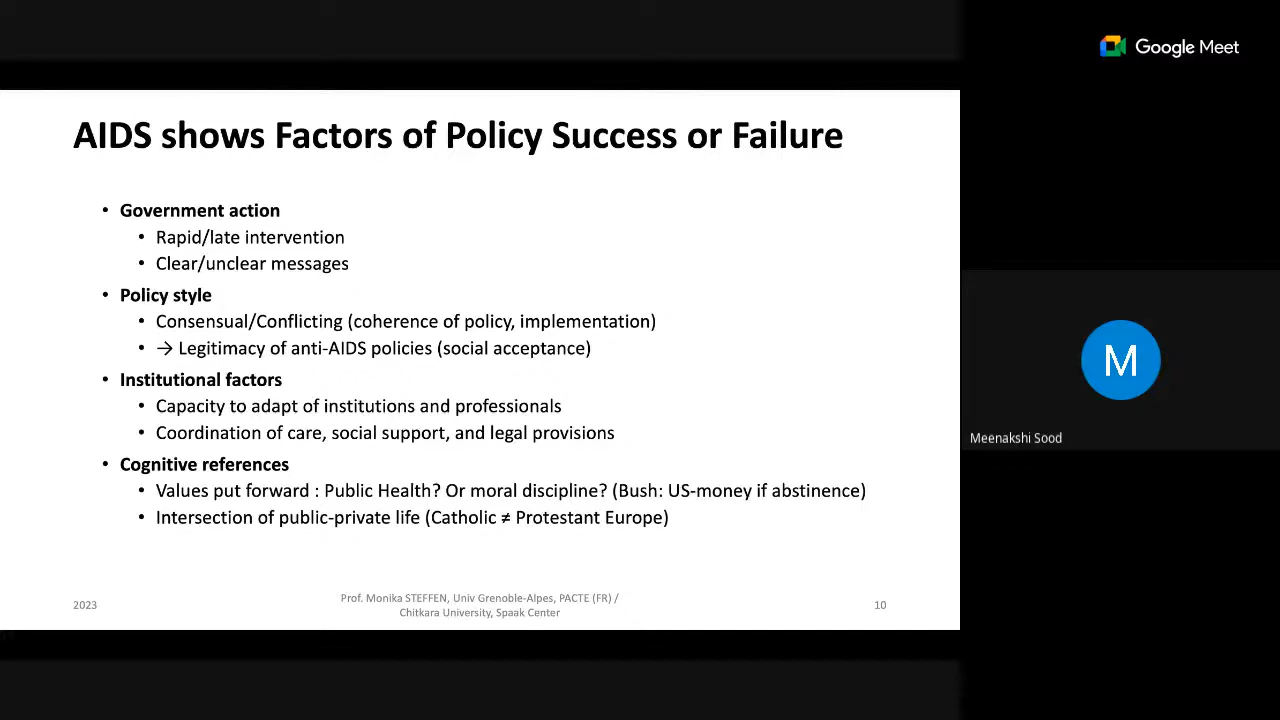 Google Meet
AIDS shows Factors of Policy Success or Failure
• Government action
• Rapid/late intervention
• Clear/unclear messages
• Policy style
• Consensual/Conflicting (coherence of policy, implementation)
• → Legitimacy of anti-AIDS policies (social acceptance)
• Institutional factors
• Capacity to adapt of institutions and professionals
• Coordination of care, social support, and legal provisions
• Cognitive references
• Values put forward : Public Health? Or moral discipline? (Bush: US-money if abstinence)
• Intersection of public-private life (Catholic ≠ Protestant Europe)
2023
Prof. Monika STEFFEN, Univ Grenoble-Alpes, PACTE (FR) /
Chitkara University, Spaak Center
10
M
Meenakshi Sood